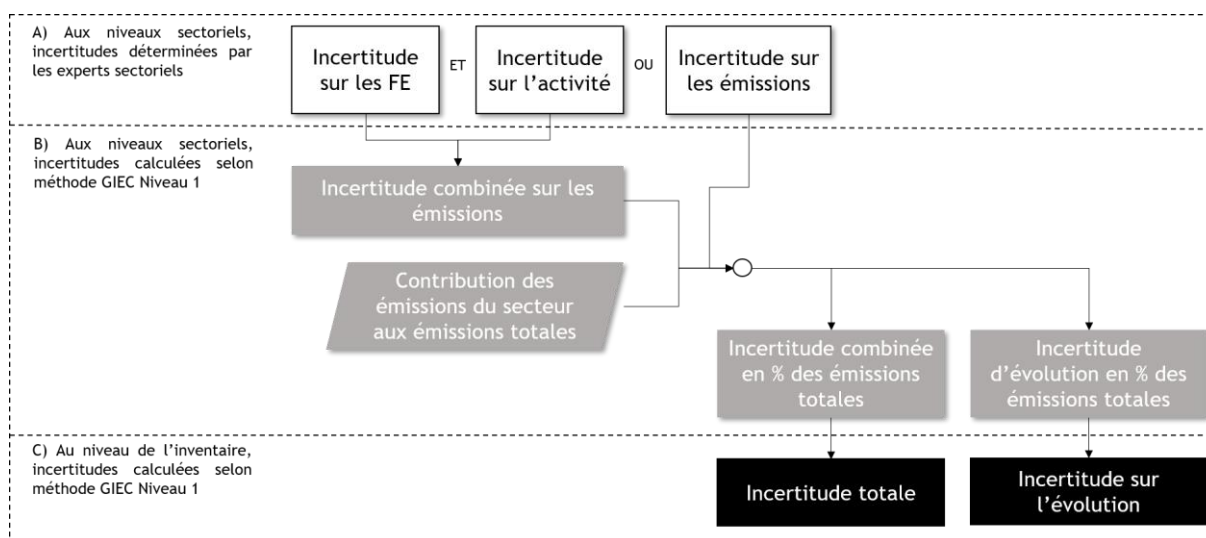 A) Aux niveaux sectoriels,
incertitudes déterminées par
les experts sectoriels
Incertitude
sur les FE
ET
Incertitude
sur l'activité
OU
Incertitude sur
les émissions
B) Aux niveaux sectoriels,
incertitudes calculées selon
méthode GIEC Niveau 1
Incertitude combinée sur les
émissions
Contribution des
émissions du secteur
aux émissions totales
Incertitude combinée
en % des émissions
totales
Incertitude
d'évolution en % des
émissions totales
C) Au niveau de l'inventaire,
incertitudes calculées selon
méthode GIEC Niveau 1
Incertitude totale
Incertitude sur
l'évolution